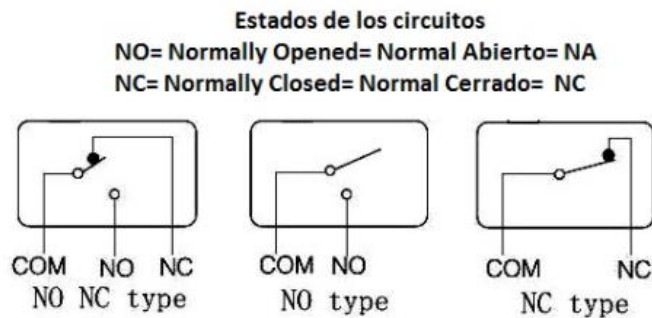 Estados de los circuitos
NO= Normally Opened= Normal Abierto= NA
NC= Normally Closed= Normal Cerrado= NC
COM NO NC
NO NC type
COM NO
NO type
COM NC
NC type